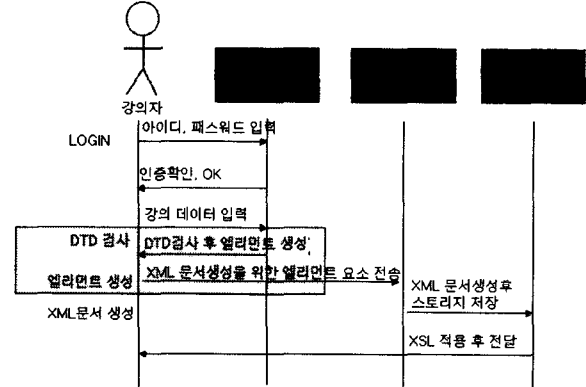 강의자
아이디, 패스워드 입력
LOGIN
인증확인, OK
강의 데이터 입력
DTD 검사
DTD검사 후 엘리먼트 생성
XML 문서생성을 위한 엘리먼트 요소 전송
엘리먼트 생성
XML 문서생성후
스토리지 저장
XML문서 생성
XSL 적용 후 전달